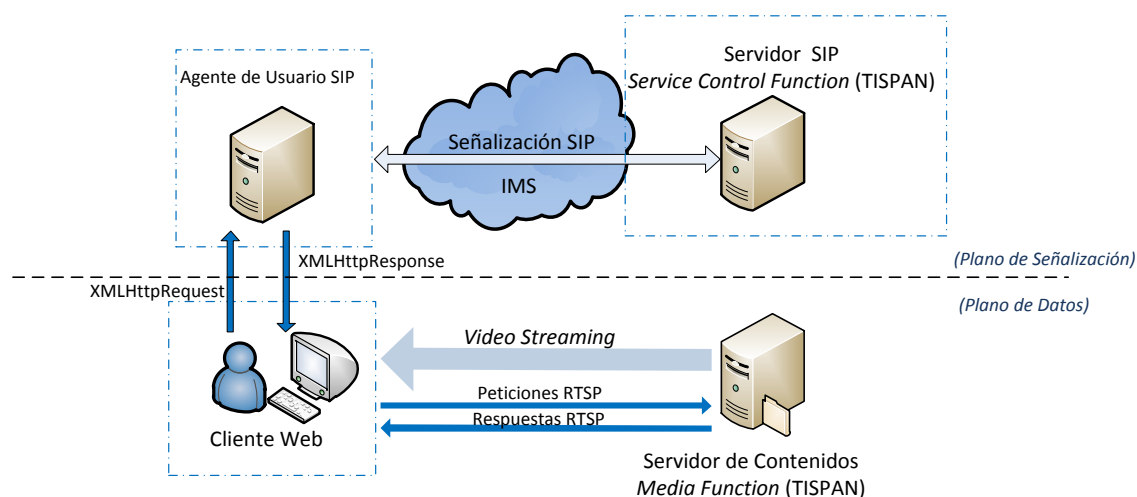 Servidor  SIP
Service Control Function (TISPAN)
Agente de Usuario SIP
Señalización SIP
IMS
XMLHttpResponse
(Plano de Señalización)
XMLHttpRequest
(Plano de Datos)
Video Streaming
Peticiones RTSP
Respuestas RTSP
Cliente Web
Servidor de Contenidos
Media Function (TISPAN)